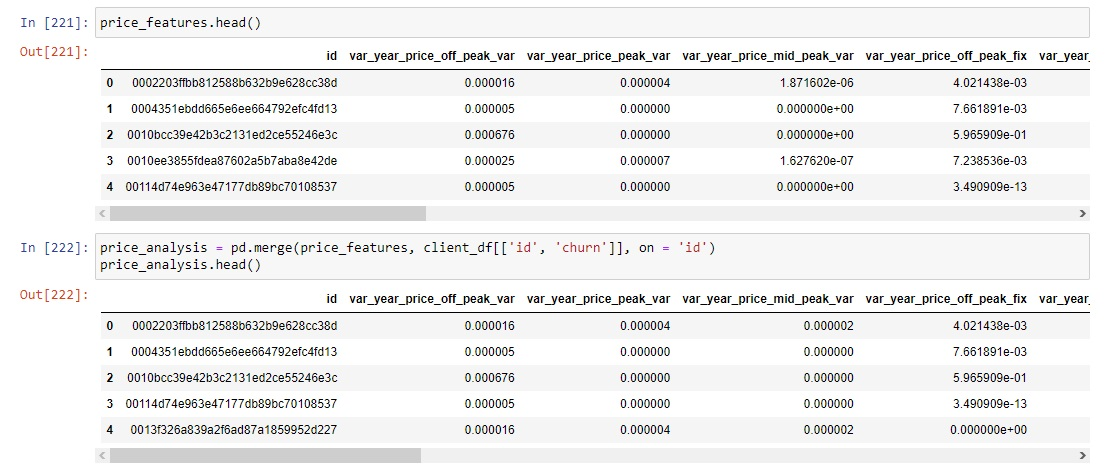 In [221]: price_features.head()
Out[221]:
id var_year_price_off_peak_var var_year_price_peak_var var_year_price_mid_peak_var var_year_price_off_peak_fix var_year_
0 0002203ffbb812588b632b9e628cc38d 0.000016 0.000004 1.871602e-06 4.021438e-03
1 0004351ebdd665e6ee664792efc4fd13 0.000005 0.000000 0.000000e+00 7.661891e-03
2 0010bcc39e42b3c2131ed2ce55246e3c 0.000676 0.000000 0.000000e+00 5.965909e-01
3 0010ee3855fdea87602a5b7aba8e42de 0.000025 0.000007 1.627620e-07 7.238536e-03
4 00114d74e963e47177db89bc70108537 0.000005 0.000000 0.000000e+00 3.490909e-13
In [222]: price_analysis = pd.merge(price_features, client_df[['id', 'churn']], on = 'id')
price_analysis.head()
Out[222]:
id var_year_price_off_peak_var var_year_price_peak_var var_year_price_mid_peak_var var_year_price_off_peak_fix var_year_
0 0002203ffbb812588b632b9e628cc38d 0.000016 0.000004 0.000002 4.021438e-03
1 0004351ebdd665e6ee664792efc4fd13 0.000005 0.000000 0.000000 7.661891e-03
2 0010bcc39e42b3c2131ed2ce55246e3c 0.000676 0.000000 0.000000 5.965909e-01
3 00114d74e963e47177db89bc70108537 0.000005 0.000000 0.000000 3.490909e-13
4 0013f326a839a2f6ad87a1859952d227 0.000016 0.000004 0.000002 0.000000e+00